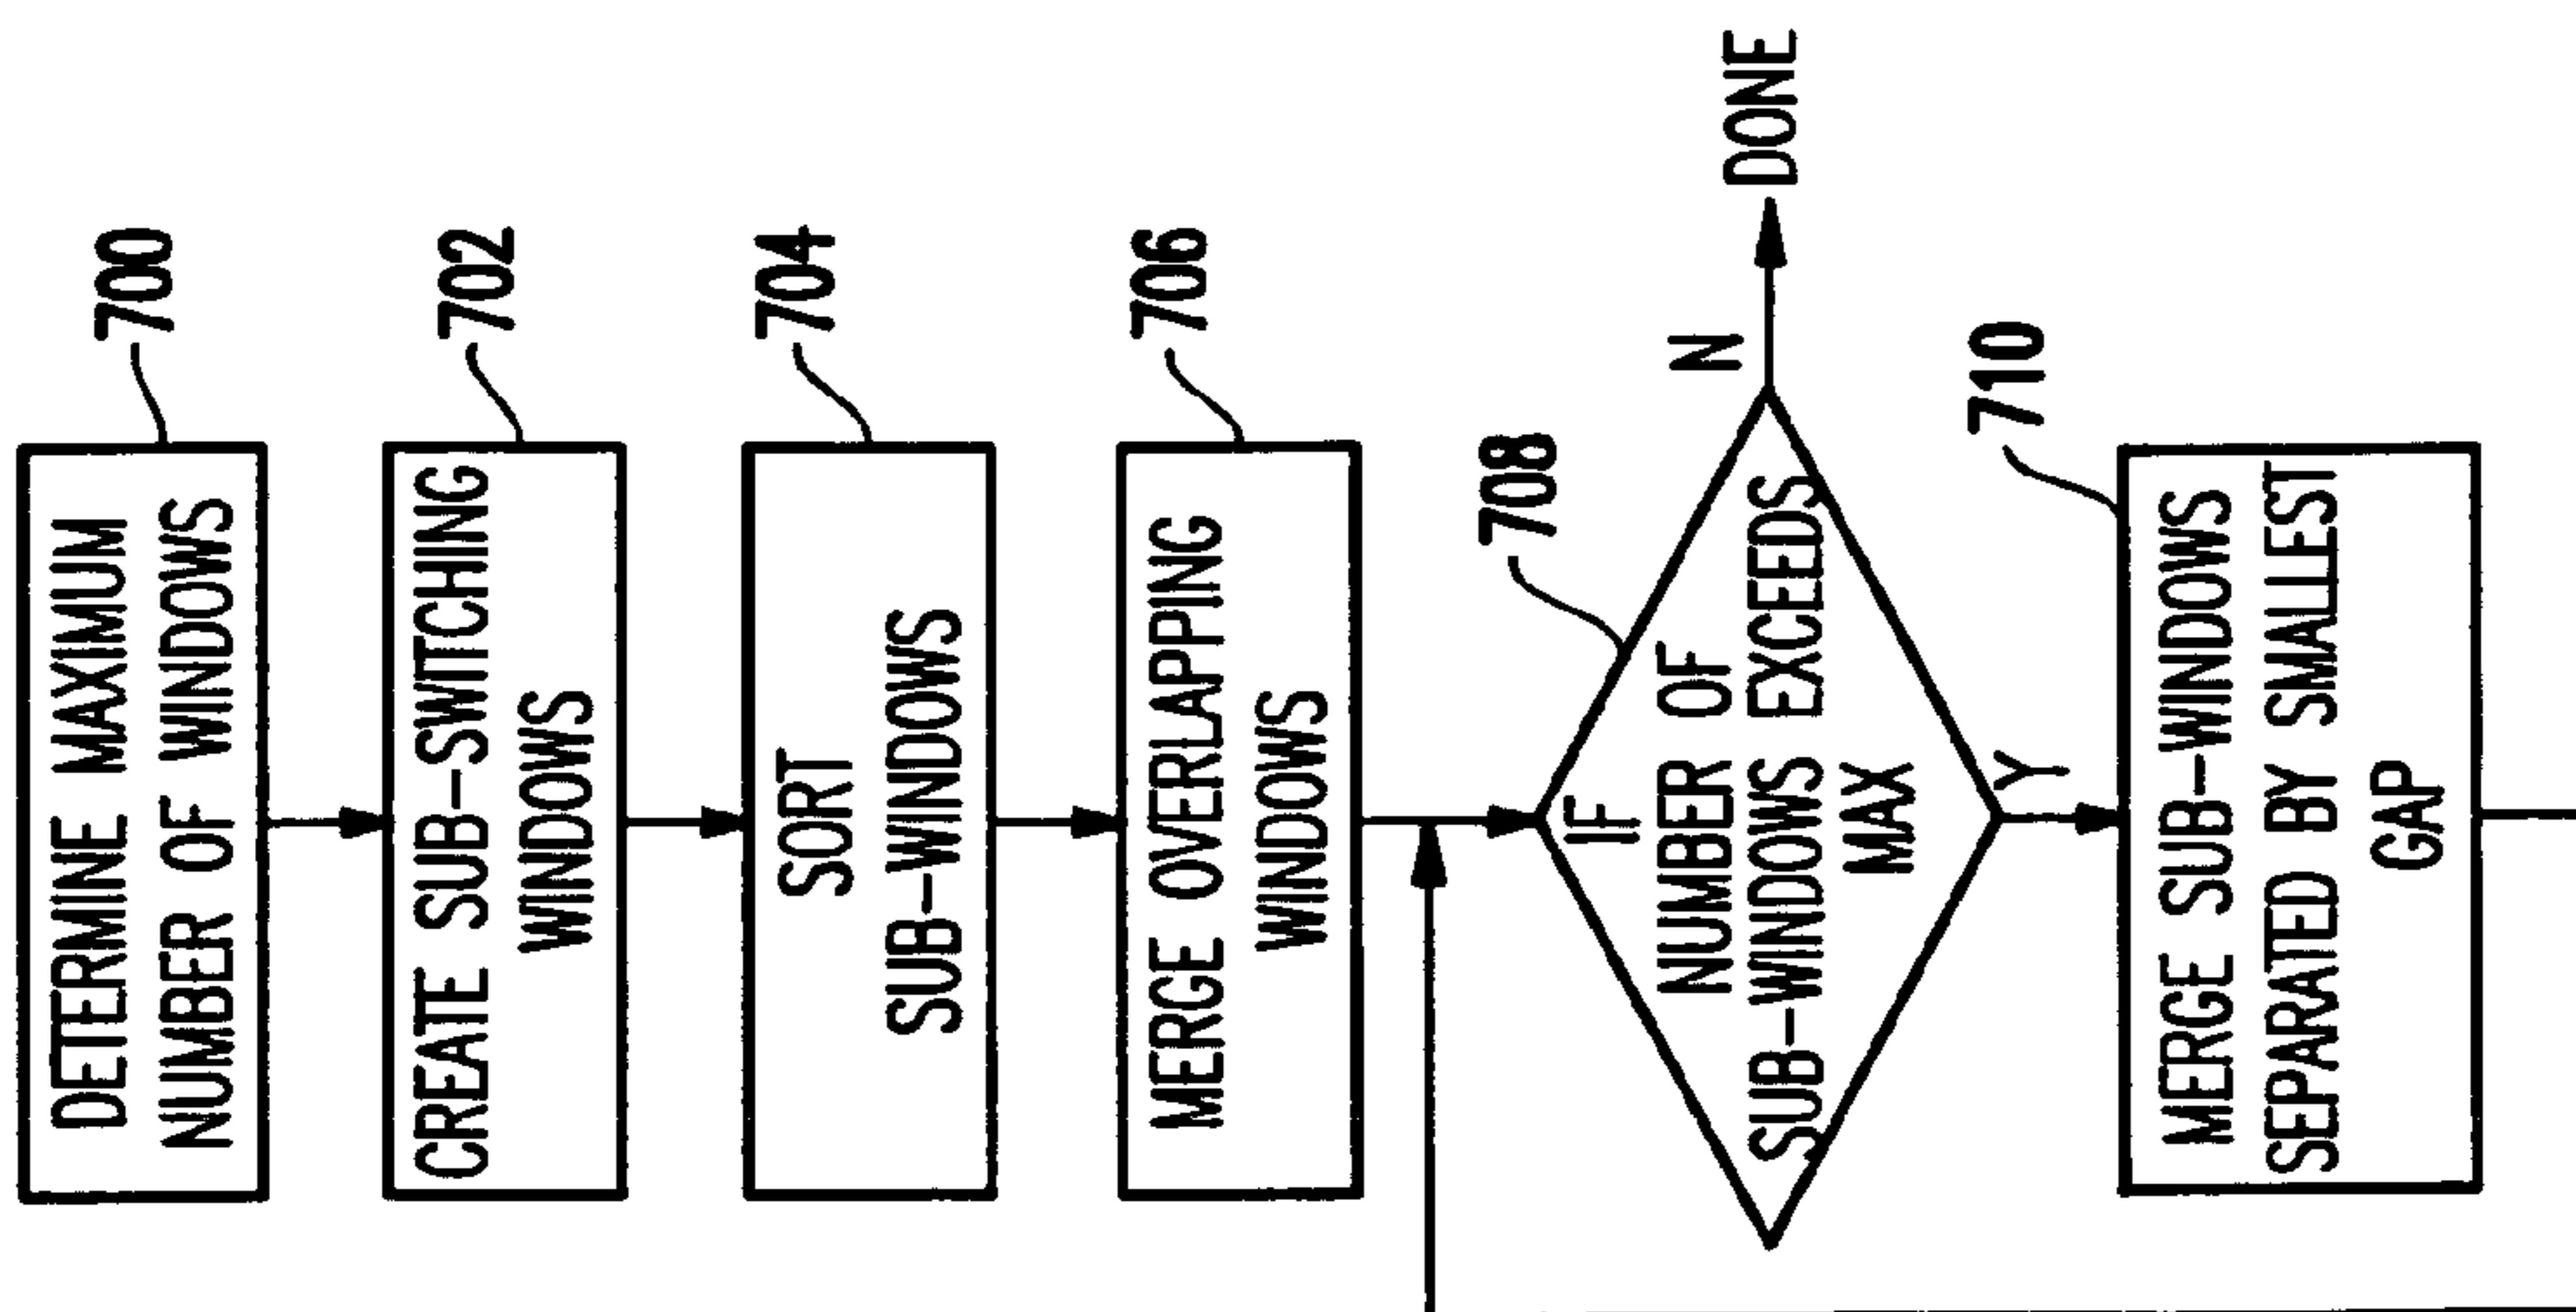 DETERMINE MAXIMUM
NUMBER OF WINDOWS
700
CREATE SUB-SWITCHING
WINDOWS
702
SORT
SUB-WINDOWS
704
MERGE OVERLAPPING
WINDOWS
706
IF
NUMBER OF
SUB-WINDOWS EXCEEDS
MAX
708
N
DONE
Y
MERGE SUB-WINDOWS
SEPARATED BY SMALLEST
GAP
710